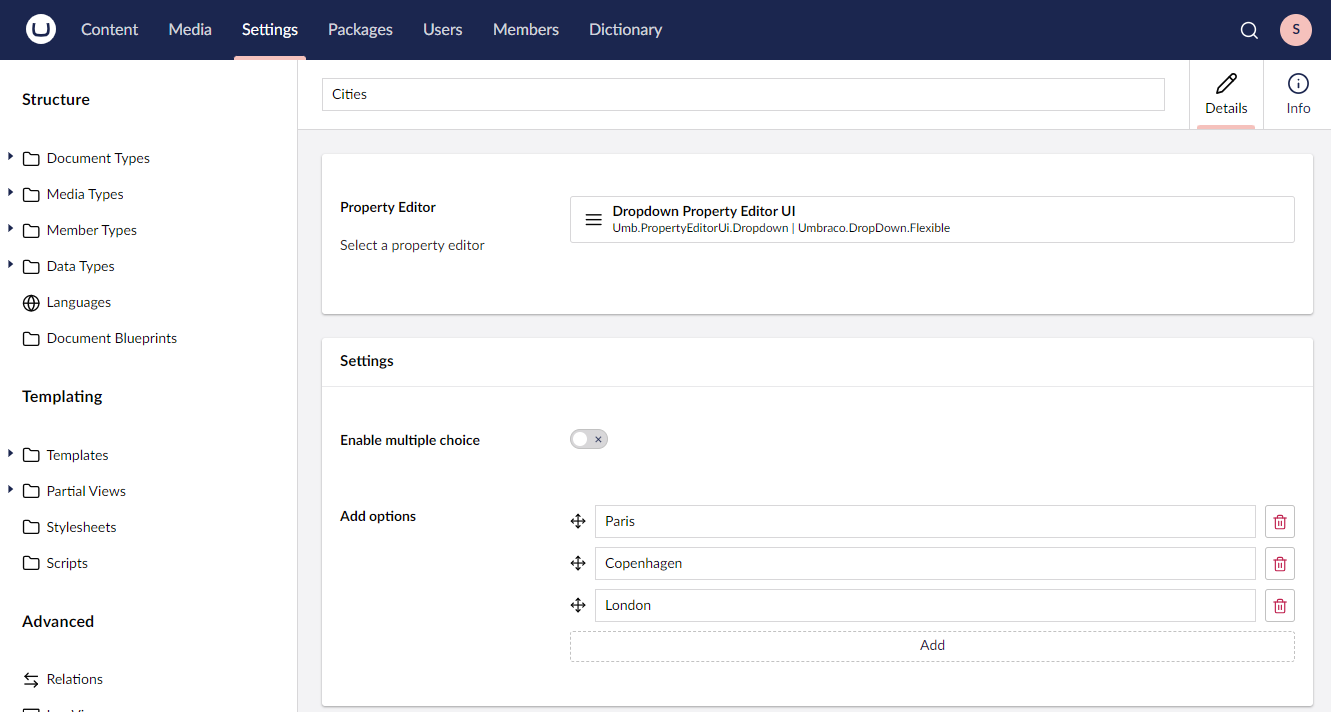 Content Media Settings Packages Users Members Dictionary S
Structure
Document Types
Media Types
Member Types
Data Types
Languages
Document Blueprints
Templating
Templates
Partial Views
Stylesheets
Scripts
Advanced
Relations
Cities
Details
Info
Property Editor
Select a property editor
Dropdown Property Editor UI
Umb.PropertyEditorUi.Dropdown | Umbraco.DropDown.Flexible
Settings
Enable multiple choice
Add options
Paris
Copenhagen
London
Add